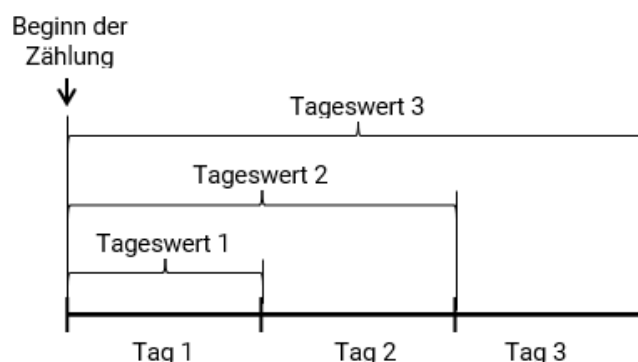 Beginn der
Zählung
Tageswert 3
Tageswert 2
Tageswert 1
Tag 1
Tag 2
Tag 3